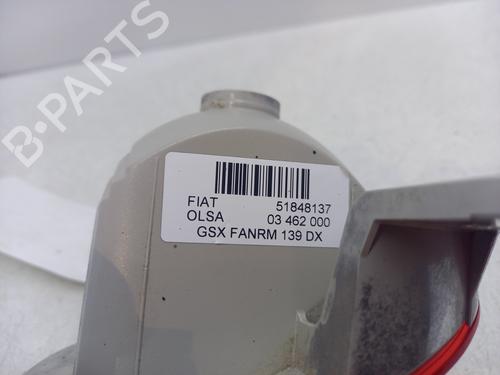 B-PARTS
FIAT 51848137
OLSA 03 462 000
GSX FANRM 139 DX